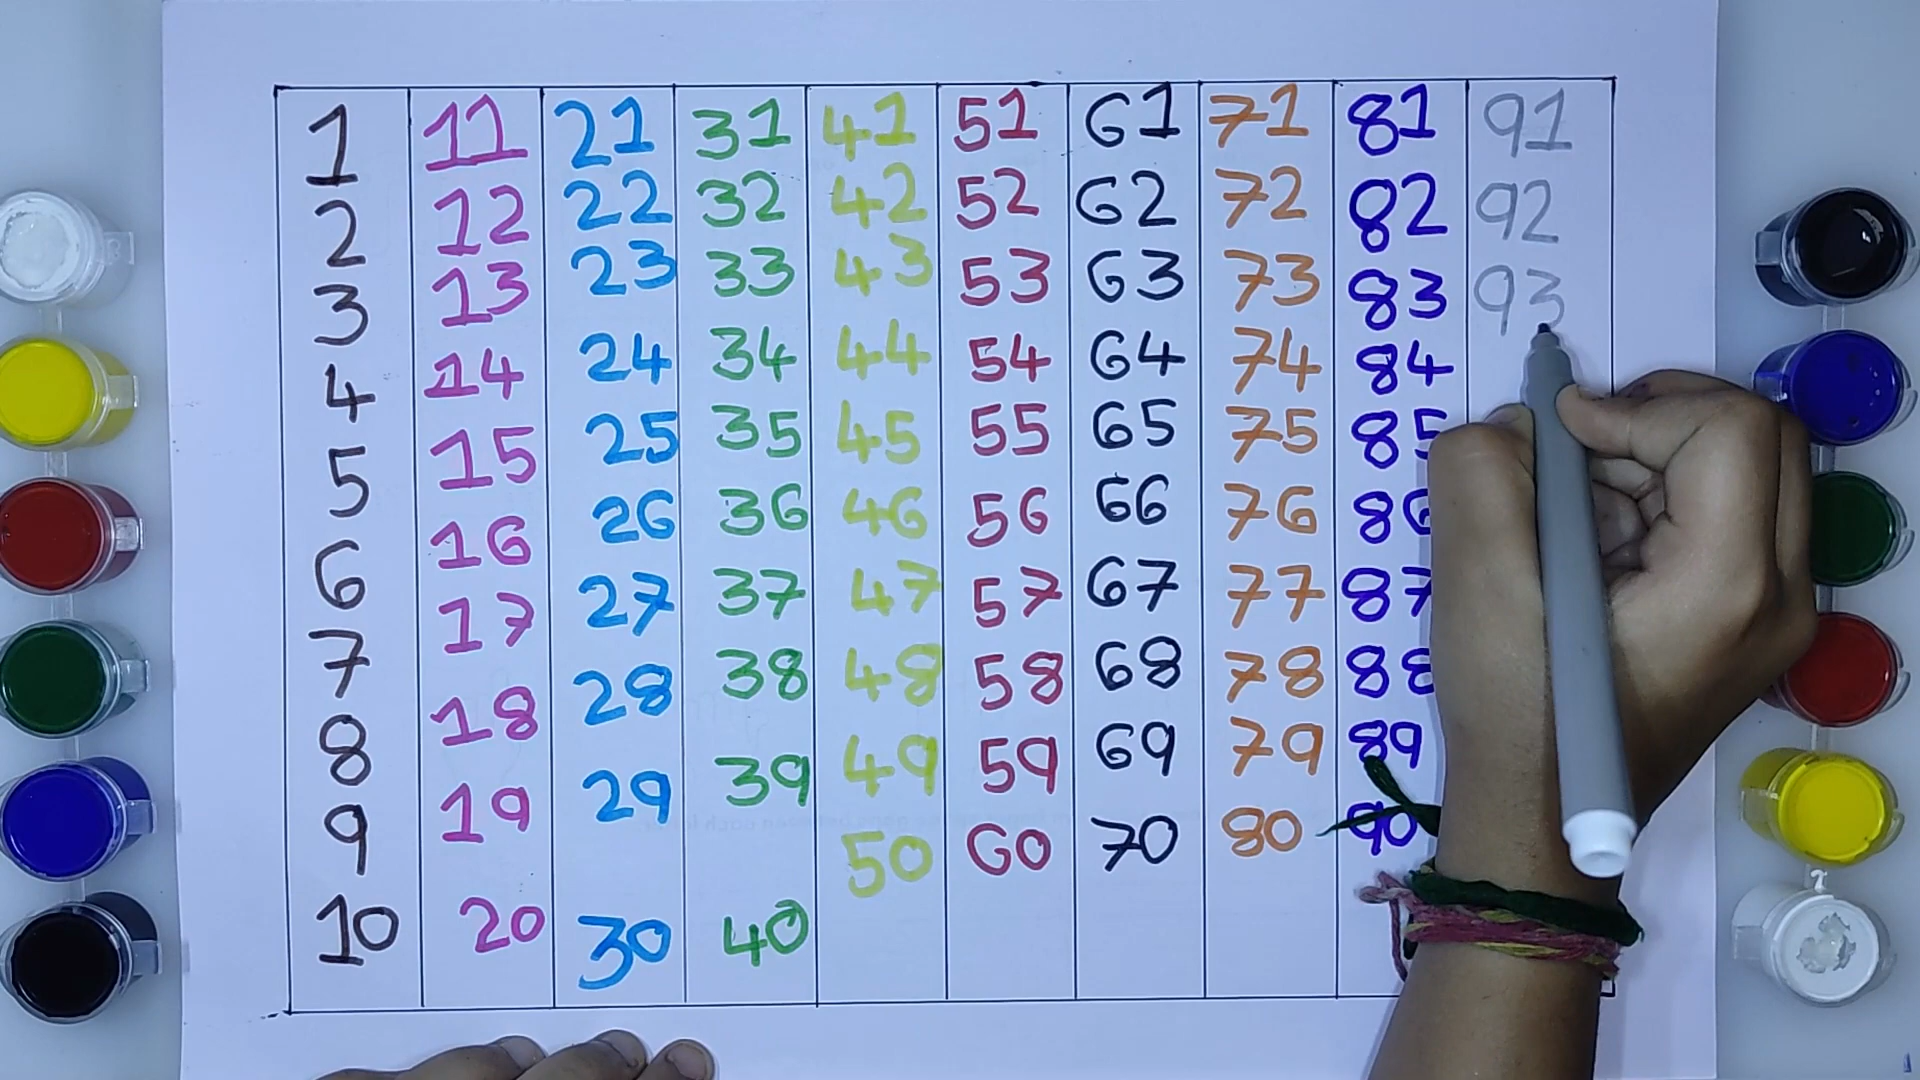 1 11 21 31 41 51 61 71 81 91
2 12 22 32 42 52 62 72 82 92
3 13 23 33 43 53 63 73 83 93
4 14 24 34 44 54 64 74 84
5 15 25 35 45 55 65 75 85
6 16 26 36 46 56 66 76 86
7 17 27 37 47 57 67 77 87
8 18 28 38 48 58 68 78 88
9 19 29 39 49 59 69 79 89
10 20 30 40 50 60 70 80 90